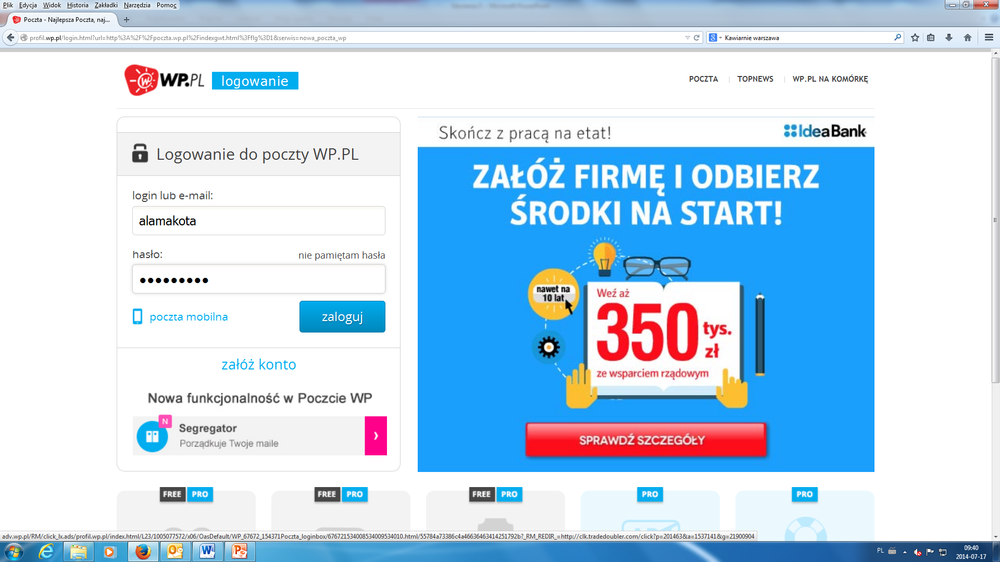 Plik Edycja Widok Historia Zakładki Narzędzia Pomoc
Poczta - Najlepsza Poczta, naj...
profil.wp.pl/login.html?url=http%3A%2F%2Fpoczta.wp.pl%2Findexgwt.html%3Fflg%3D1&serwis=nowa_poczta_wp
Kawiarnie warszawa
WP.PL logowanie
POCZTA | TOPNEWS | WP.PL NA KOMÓRKĘ
Logowanie do poczty WP.PL
login lub e-mail:
alamakota
hasło: nie pamiętam hasła
poczta mobilna
zaloguj
załóż konto
Nowa funkcjonalność w Poczcie WP
N
Segregator
Porządkuje Twoje maile
Skończ z pracą na etat!
IdeaBank
ZAŁÓŻ FIRMĘ I ODBIERZ
ŚRODKI NA START!
nawet na
10 lat
Weź aż
350 tys. zł
ze wsparciem rządowym
SPRAWDŹ SZCZEGÓŁY
FREE PRO FREE PRO FREE PRO PRO PRO
adv.wp.pl/RM/click_lx.ads/profil.wp.pl/index.html/L23/1005077572/x06/OasDefault/WP_67672_154371Poczta_loginbox/676721534008534009534010.html/55784a73386c4a46636463414251792b?_RM_REDIR_=http://clk.tradedoubler.com/click?p=201463&a=1537141&g=21900904
PL
09:40
2014-07-17